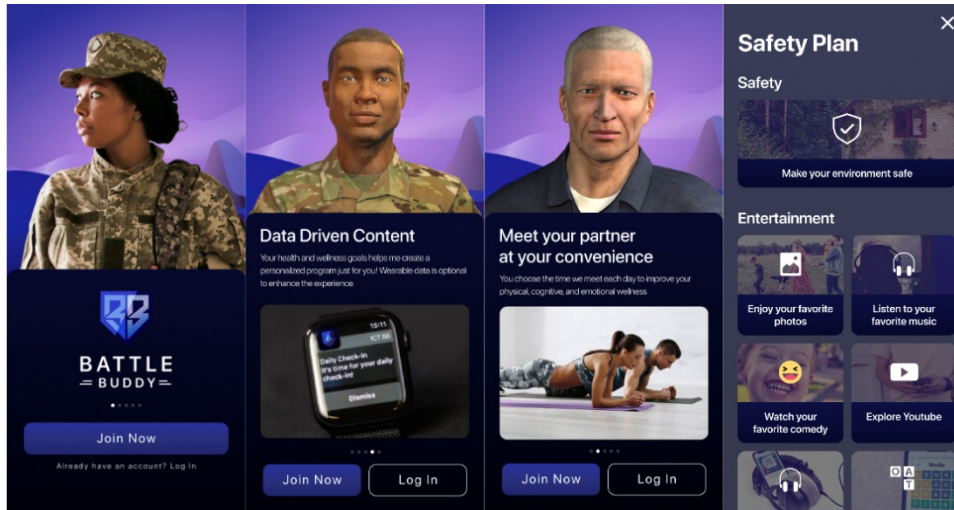 BATTLE
BUDDY
Join Now
Already have an account? Log In
Data Driven Content
Your health and wellness goals helps me create a
personalized program just for you! Wearable data is optional
to enhance the experience.
15:11
Daily Check-in
It's time for your daily
check-in!
Dismiss
Join Now
Log In
Meet your partner
at your convenience
You choose the time we meet each day to improve your
physical, cognitive, and emotional wellness
Join Now
Log In
Safety Plan
Safety
Make your environment safe
Entertainment
Enjoy your favorite
photos
Listen to your
favorite music
Watch your
favorite comedy
Explore Youtube
O A
T